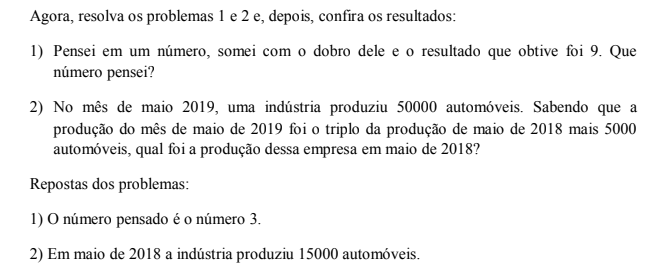 Agora, resolva os problemas 1 e 2 e, depois, confira os resultados:
1) Pensei em um número, somei com o dobro dele e o resultado que obtive foi 9. Que
número pensei?
2) No mês de maio 2019, uma indústria produziu 50000 automóveis. Sabendo que a
produção do mês de maio de 2019 foi o triplo da produção de maio de 2018 mais 5000
automóveis, qual foi a produção dessa empresa em maio de 2018?
Repostas dos problemas:
1) O número pensado é o número 3.
2) Em maio de 2018 a indústria produziu 15000 automóveis.